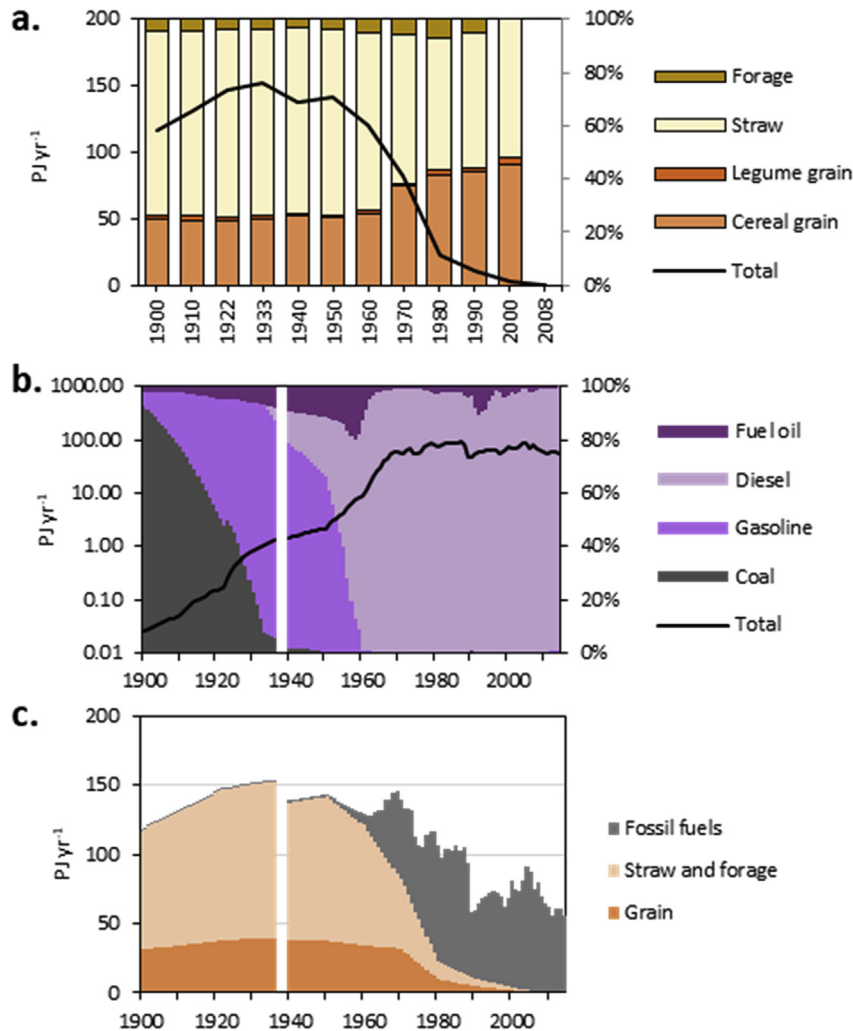 a.
200
150
100
50
0
PJ yr-1
100%
80%
60%
40%
20%
0%
1900
1910
1922
1933
1940
1950
1960
1970
1980
1990
2000
2008
Forage
Straw
Legume grain
Cereal grain
Total
b.
1000.00
100.00
10.00
1.00
0.10
0.01
PJ yr-1
100%
80%
60%
40%
20%
0%
1900 1920 1940 1960 1980 2000
Fuel oil
Diesel
Gasoline
Coal
Total
c.
200
150
100
50
0
PJ yr-1
1900 1920 1940 1960 1980 2000
Fossil fuels
Straw and forage
Grain